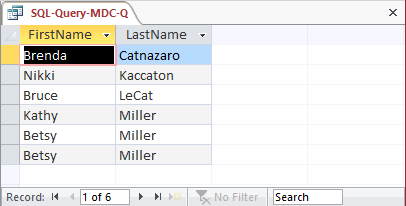 SQL-Query-MDC-Q
FirstName LastName
Brenda Catnazaro
Nikki Kaccaton
Bruce LeCat
Kathy Miller
Betsy Miller
Betsy Miller
Record: 1 of 6 No Filter Search